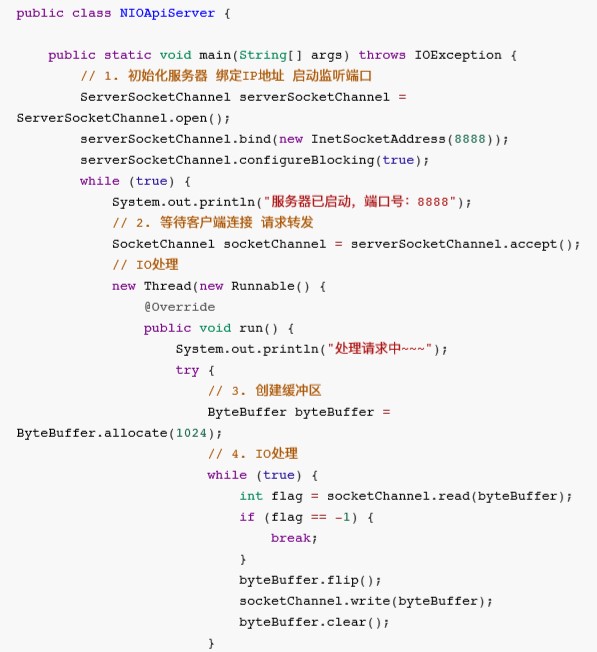 public class NIOApiServer {
public static void main(String[] args) throws IOException {
// 1. 初始化服务器 绑定IP地址 启动监听端口
ServerSocketChannel serverSocketChannel =
ServerSocketChannel.open();
serverSocketChannel.bind(new InetSocketAddress(8888));
serverSocketChannel.configureBlocking(true);
while (true) {
System.out.println("服务器已启动，端口号：8888");
// 2. 等待客户端连接 请求转发
SocketChannel socketChannel = serverSocketChannel.accept();
// IO处理
new Thread(new Runnable() {
@Override
public void run() {
System.out.println("处理请求中~~~");
try {
// 3. 创建缓冲区
ByteBuffer byteBuffer =
ByteBuffer.allocate(1024);
// 4. IO处理
while (true) {
int flag = socketChannel.read(byteBuffer);
if (flag == -1) {
break;
}
byteBuffer.flip();
socketChannel.write(byteBuffer);
byteBuffer.clear();
}